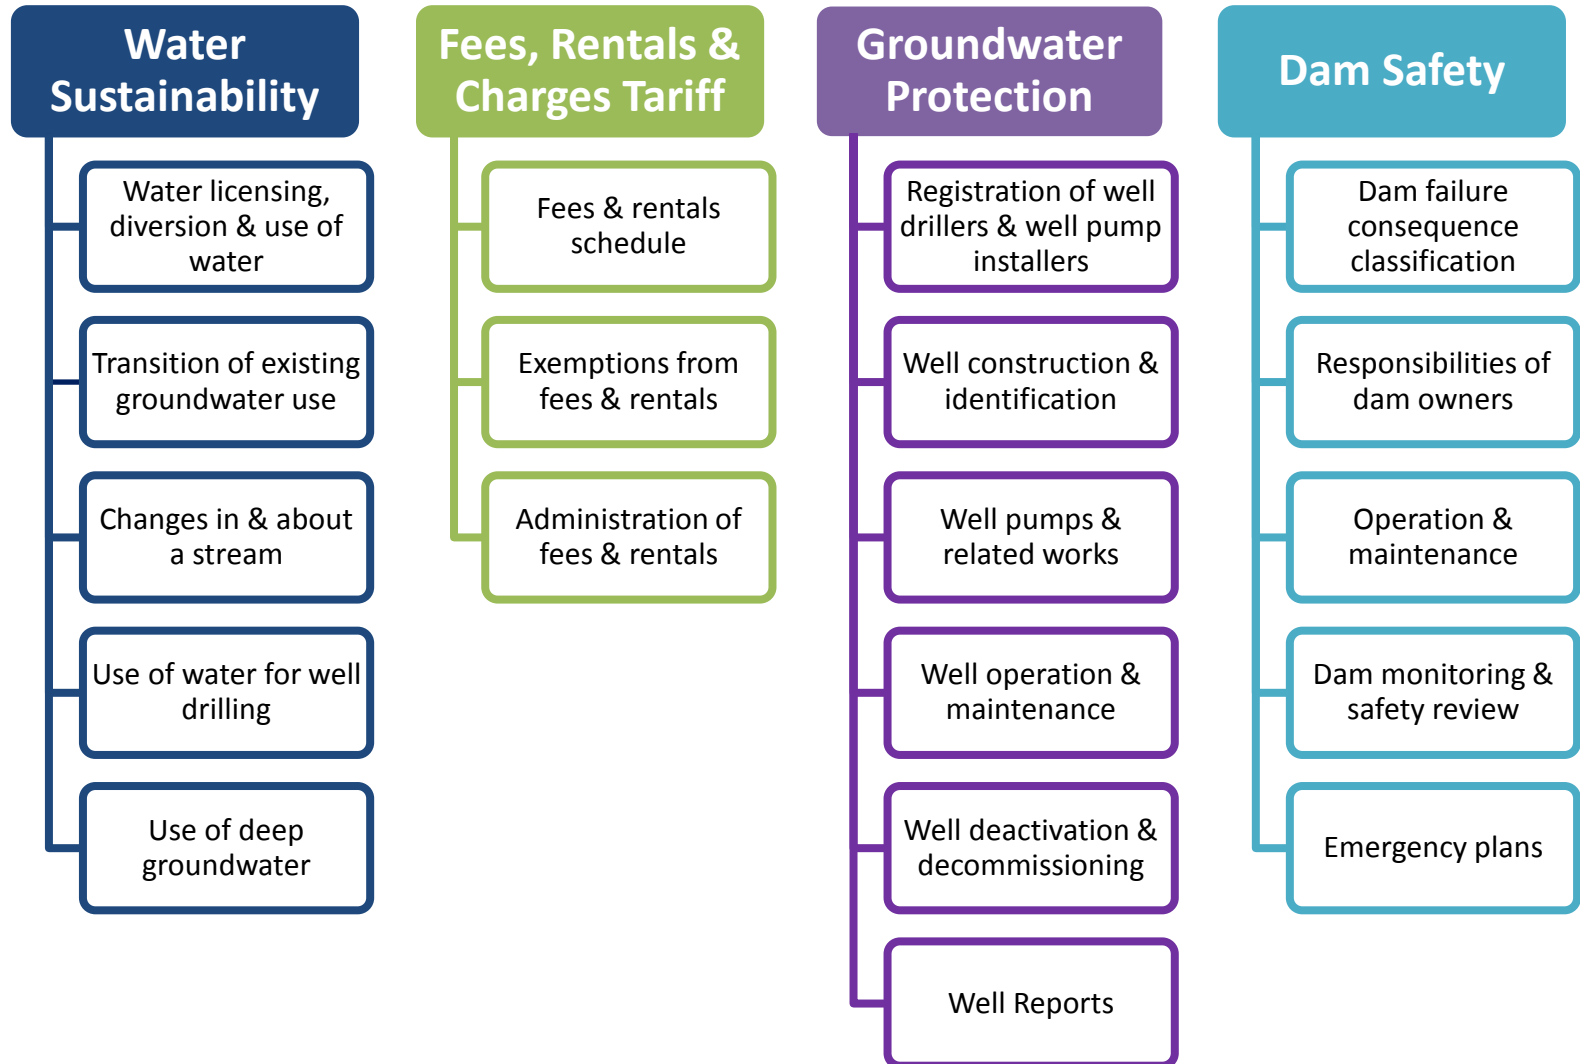 Water
Sustainability
Water licensing,
diversion & use of
water
Transition of existing
groundwater use
Changes in & about
a stream
Use of water for well
drilling
Use of deep
groundwater
Fees, Rentals &
Charges Tariff
Fees & rentals
schedule
Exemptions from
fees & rentals
Administration of
fees & rentals
Groundwater
Protection
Registration of well
drillers & well pump
installers
Well construction &
identification
Well pumps &
related works
Well operation &
maintenance
Well deactivation &
decommissioning
Well Reports
Dam Safety
Dam failure
consequence
classification
Responsibilities of
dam owners
Operation &
maintenance
Dam monitoring &
safety review
Emergency plans